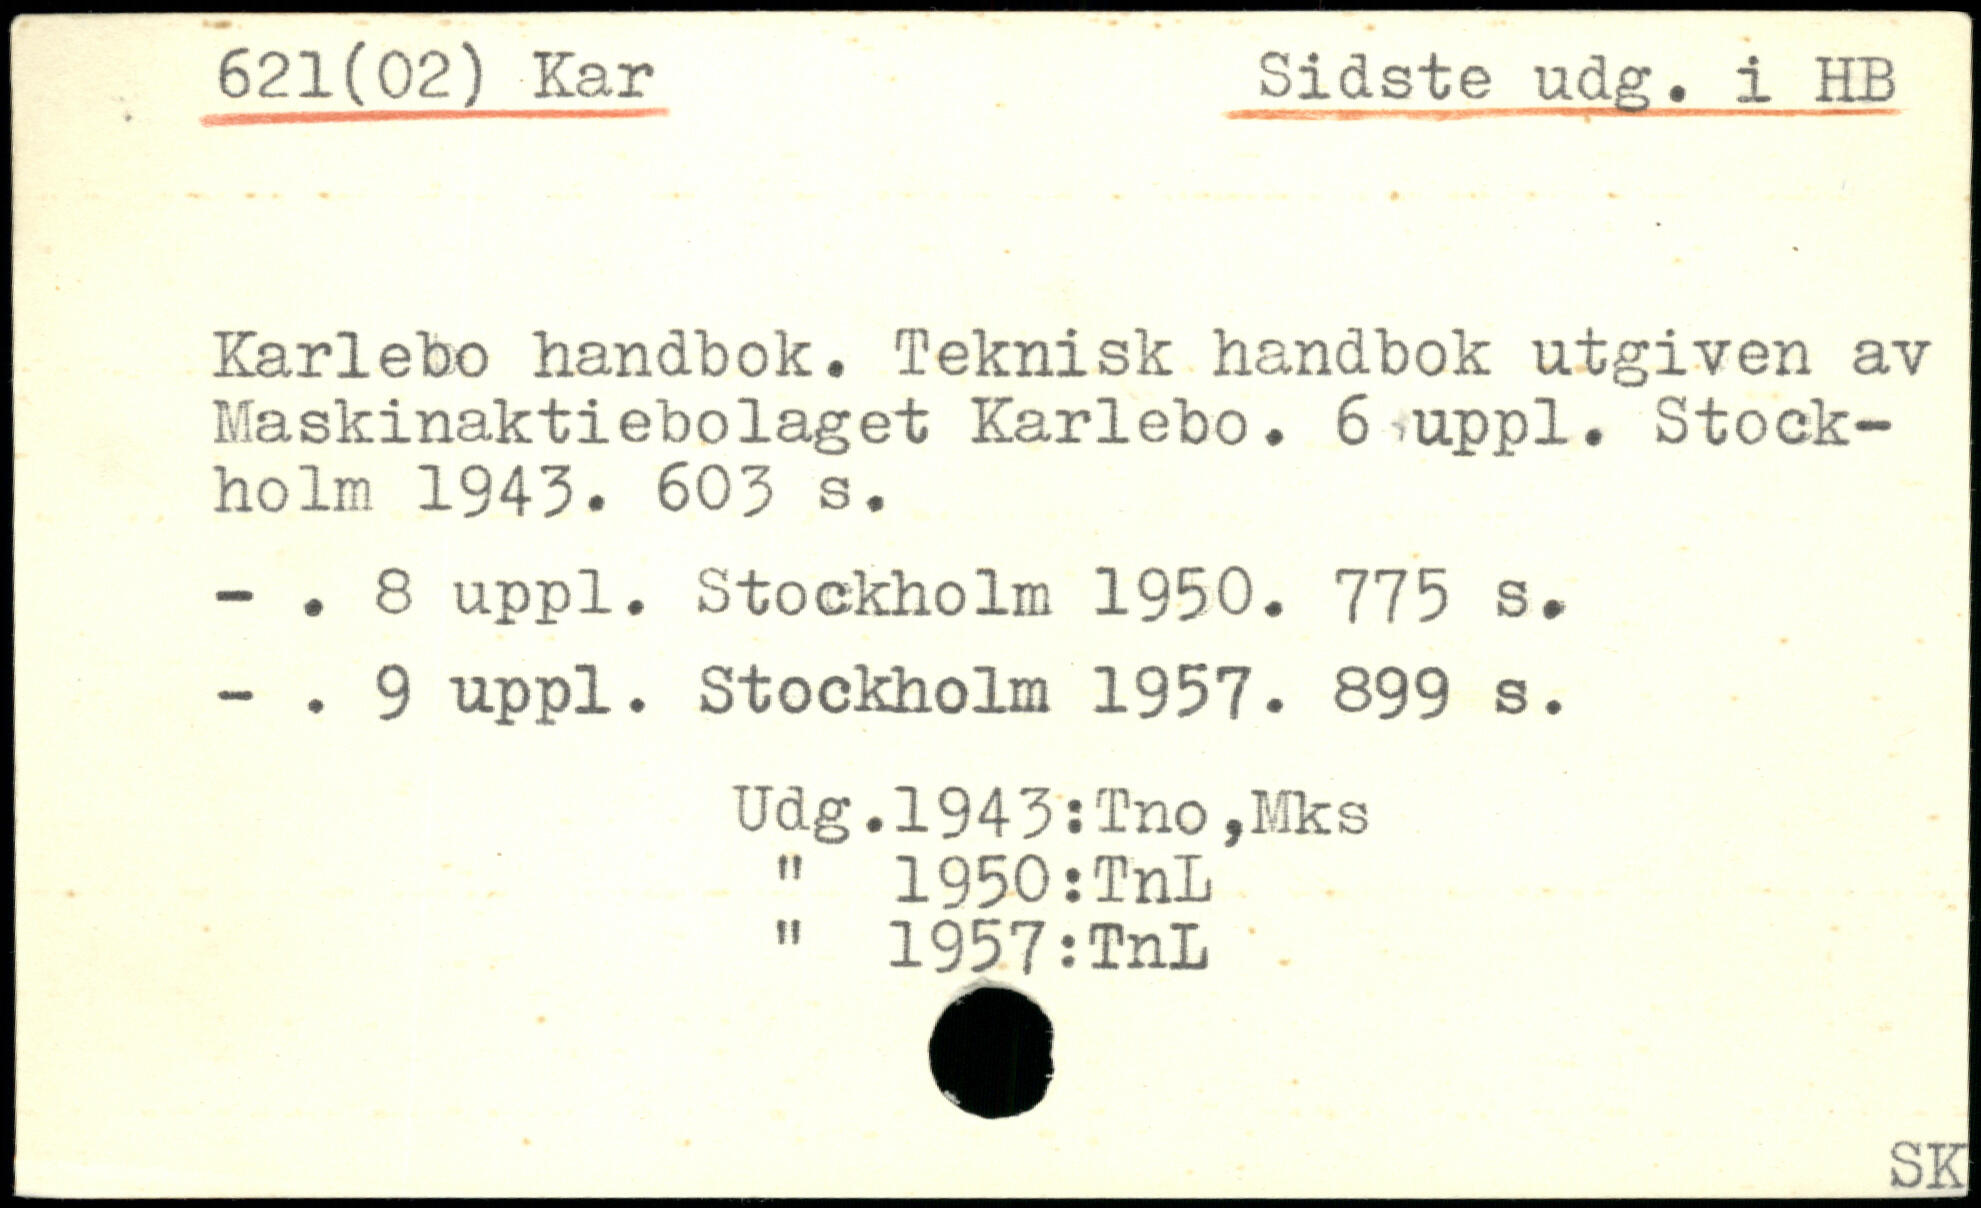 621(02) Kar Sidste udg. i HB
Karlebo handbok. Teknisk handbok utgiven av
Maskinaktiebolaget Karlebo. 6 uppl. Stock-
holm 1943. 603 s.
- . 8 uppl. Stockholm 1950. 775 s.
- . 9 uppl. Stockholm 1957. 899 s.
Udg.1943:Tno,Mks
" 1950:TnL
" 1957:TnL
SK